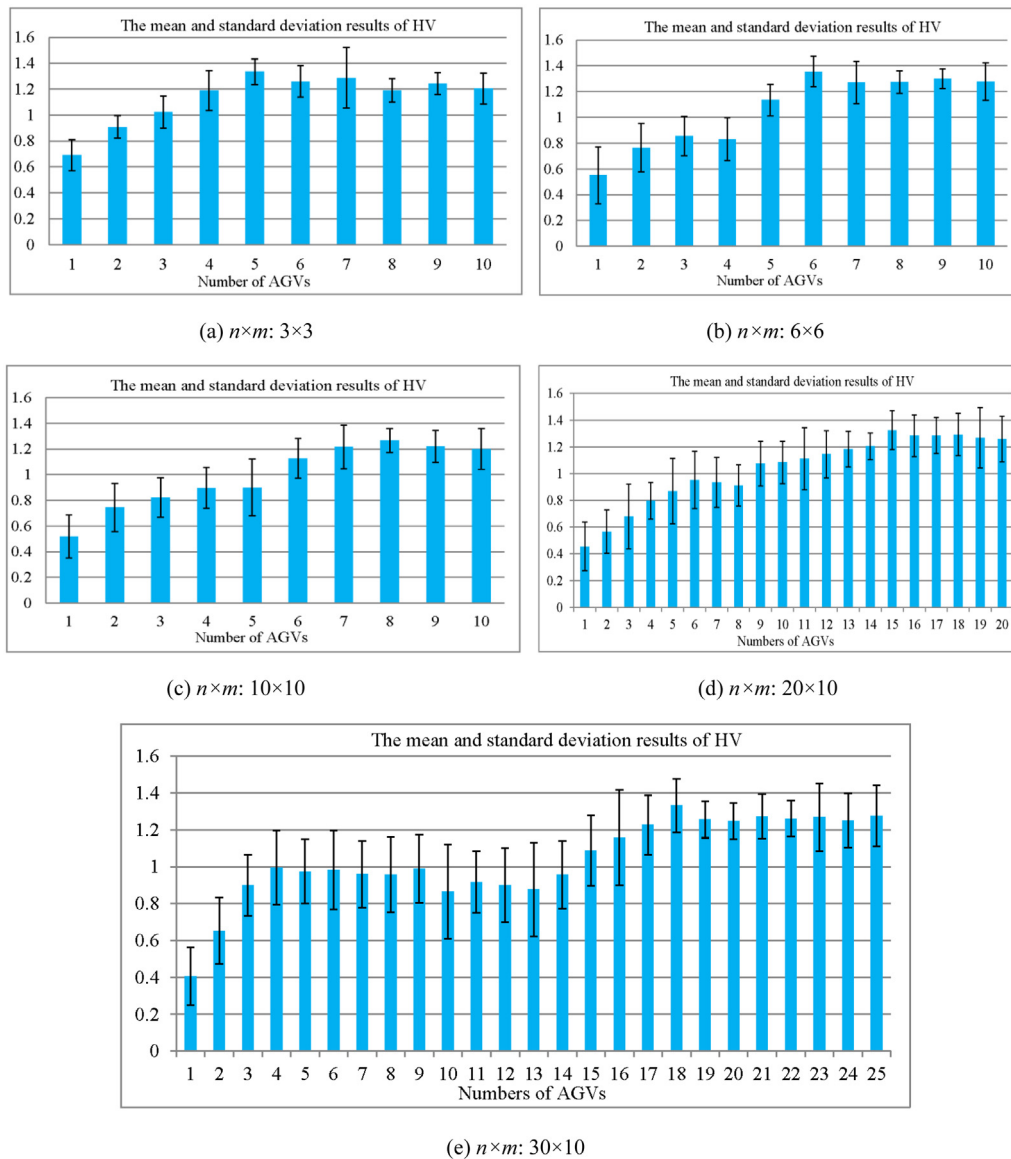 The mean and standard deviation results of HV
1.6
1.4
1.2
1
0.8
0.6
0.4
0.2
0
1 2 3 4 5 6 7 8 9 10
Number of AGVs
(a) n×m: 3×3
The mean and standard deviation results of HV
1.6
1.4
1.2
1
0.8
0.6
0.4
0.2
0
1 2 3 4 5 6 7 8 9 10
Number of AGVs
(b) n×m: 6×6
The mean and standard deviation results of HV
1.6
1.4
1.2
1
0.8
0.6
0.4
0.2
0
1 2 3 4 5 6 7 8 9 10
Number of AGVs
(c) n×m: 10×10
The mean and standard deviation results of HV
1.6
1.4
1.2
1
0.8
0.6
0.4
0.2
0
1 2 3 4 5 6 7 8 9 10 11 12 13 14 15 16 17 18 19 20
Numbers of AGVs
(d) n×m: 20×10
The mean and standard deviation results of HV
1.6
1.4
1.2
1
0.8
0.6
0.4
0.2
0
1 2 3 4 5 6 7 8 9 10 11 12 13 14 15 16 17 18 19 20 21 22 23 24 25
Numbers of AGVs
(e) n×m: 30×10